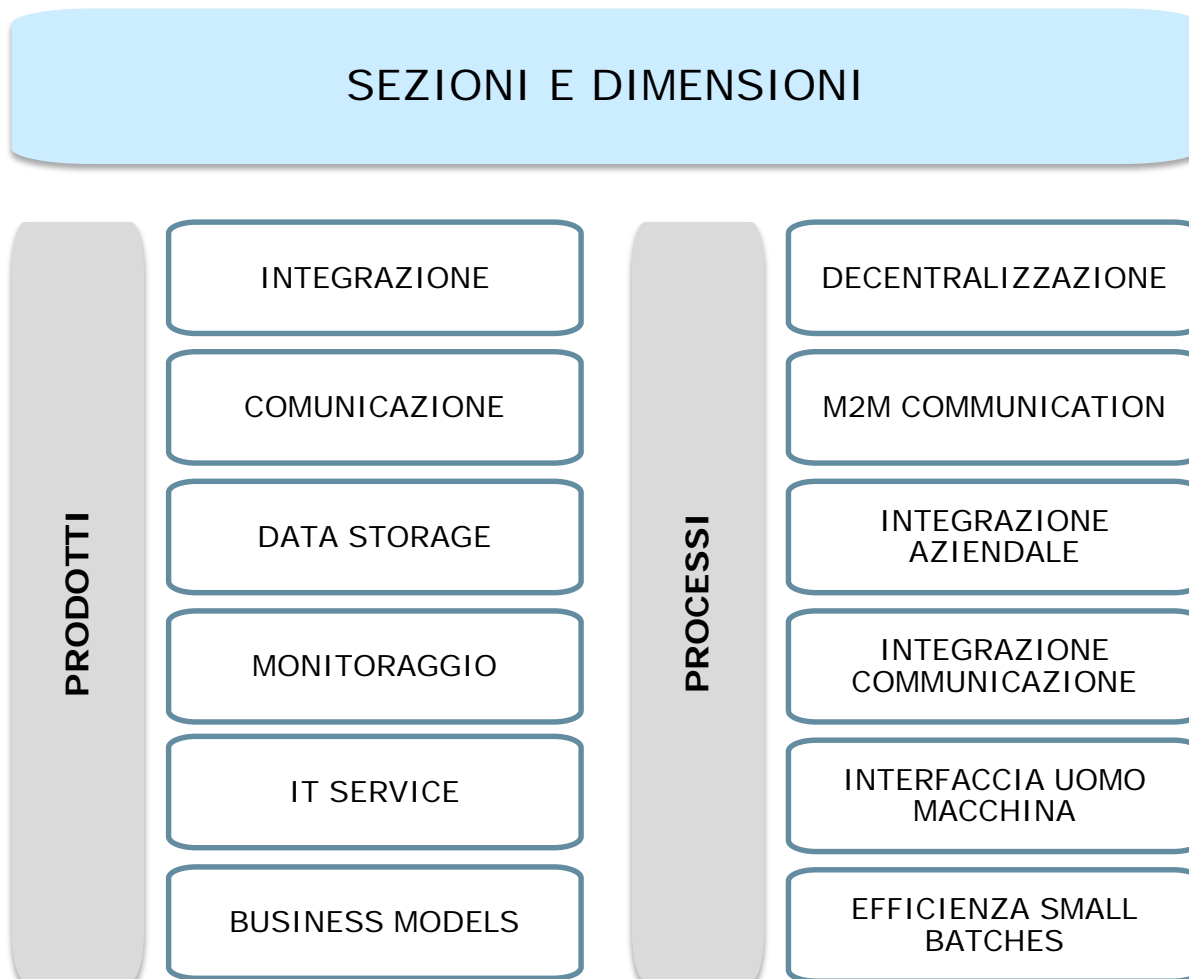 SEZIONI E DIMENSIONI
PRODOTTI
INTEGRAZIONE
COMUNICAZIONE
DATA STORAGE
MONITORAGGIO
IT SERVICE
BUSINESS MODELS
PROCESSI
DECENTRALIZZAZIONE
M2M COMMUNICATION
INTEGRAZIONE
AZIENDALE
INTEGRAZIONE
COMMUNICAZIONE
INTERFACCIA UOMO
MACCHINA
EFFICIENZA SMALL
BATCHES